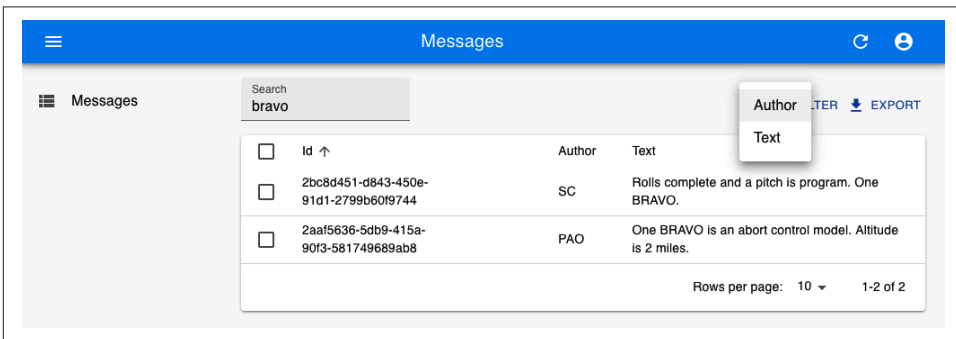 Messages
Messages
Search
bravo
Author
LTER
EXPORT
Text
Id
Author
Text
2bc8d451-d843-450e-
91d1-2799b60f9744
SC
Rolls complete and a pitch is program. One
BRAVO.
2aaf5636-5db9-415a-
90f3-581749689ab8
PAO
One BRAVO is an abort control model. Altitude
is 2 miles.
Rows per page: 10
1-2 of 2